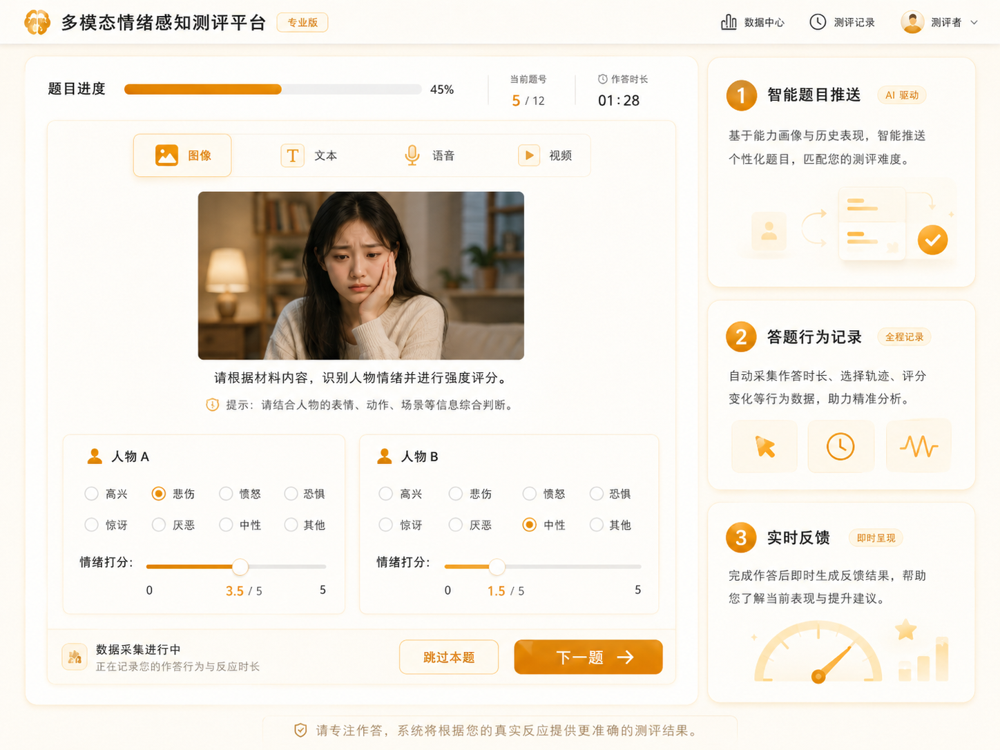 多模态情绪感知测评平台
专业版
数据中心
测评记录
测评者
题目进度
45%
当前题号
5 / 12
作答时长
01 : 28
图像
T
文本
语音
视频
请根据材料内容，识别人物情绪并进行强度评分。
提示：请结合人物的表情、动作、场景等信息综合判断。
人物 A
高兴
悲伤
愤怒
恐惧
惊讶
厌恶
中性
其他
情绪打分：
0
3.5 / 5
5
人物 B
高兴
悲伤
愤怒
恐惧
惊讶
厌恶
中性
其他
情绪打分：
0
1.5 / 5
5
数据采集进行中
正在记录您的作答行为与反应时长
跳过本题
下一题
1
智能题目推送
AI 驱动
基于能力画像与历史表现，智能推送
个性化题目，匹配您的测评难度。
2
答题行为记录
全程记录
自动采集作答时长、选择轨迹、评分
变化等行为数据，助力精准分析。
3
实时反馈
即时呈现
完成作答后即时生成反馈结果，帮助
您了解当前表现与提升建议。
请专注作答，系统将根据您的真实反应提供更准确的测评结果。